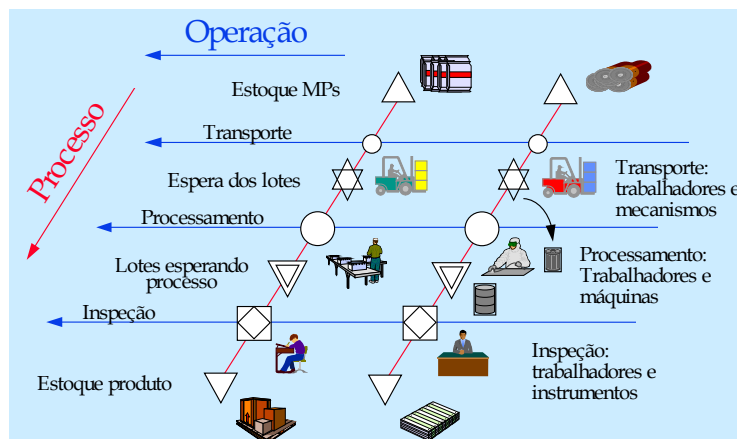 Operação
Processo
Estoque MPs
Transporte
Espera dos lotes
Transporte:
trabalhadores e
mecanismos
Processamento
Lotes esperando
processo
Processamento:
Trabalhadores e
máquinas
Inspeção
Inspeção:
trabalhadores e
instrumentos
Estoque produto